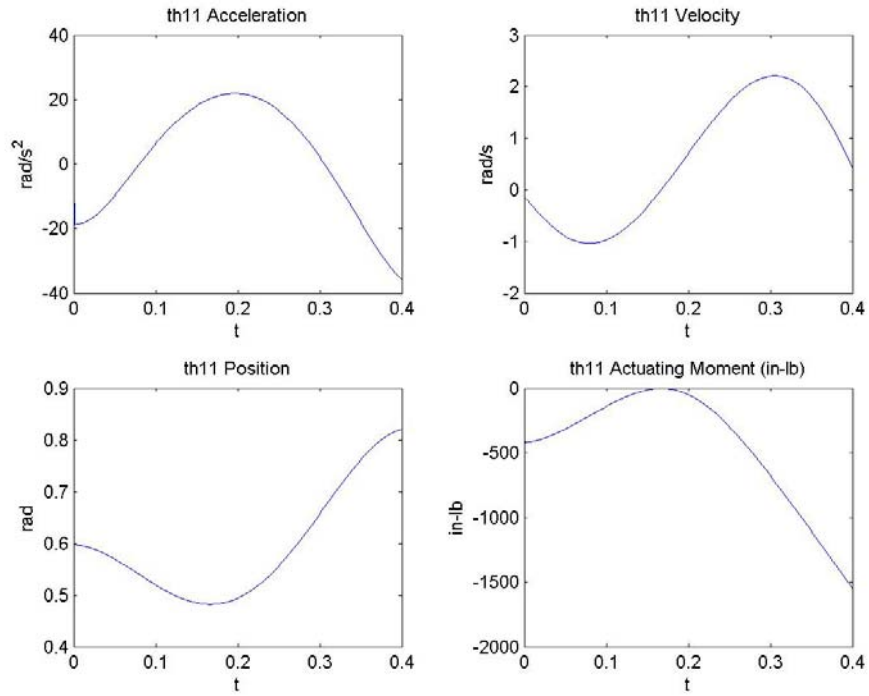 th11 Acceleration
40
20
0
-20
-40
rad/s²
0 0.1 0.2 0.3 0.4
t
th11 Velocity
3
2
1
0
-1
-2
rad/s
0 0.1 0.2 0.3 0.4
t
th11 Position
0.9
0.8
0.7
0.6
0.5
0.4
rad
0 0.1 0.2 0.3 0.4
t
th11 Actuating Moment (in-lb)
0
-500
-1000
-1500
-2000
in-lb
0 0.1 0.2 0.3 0.4
t